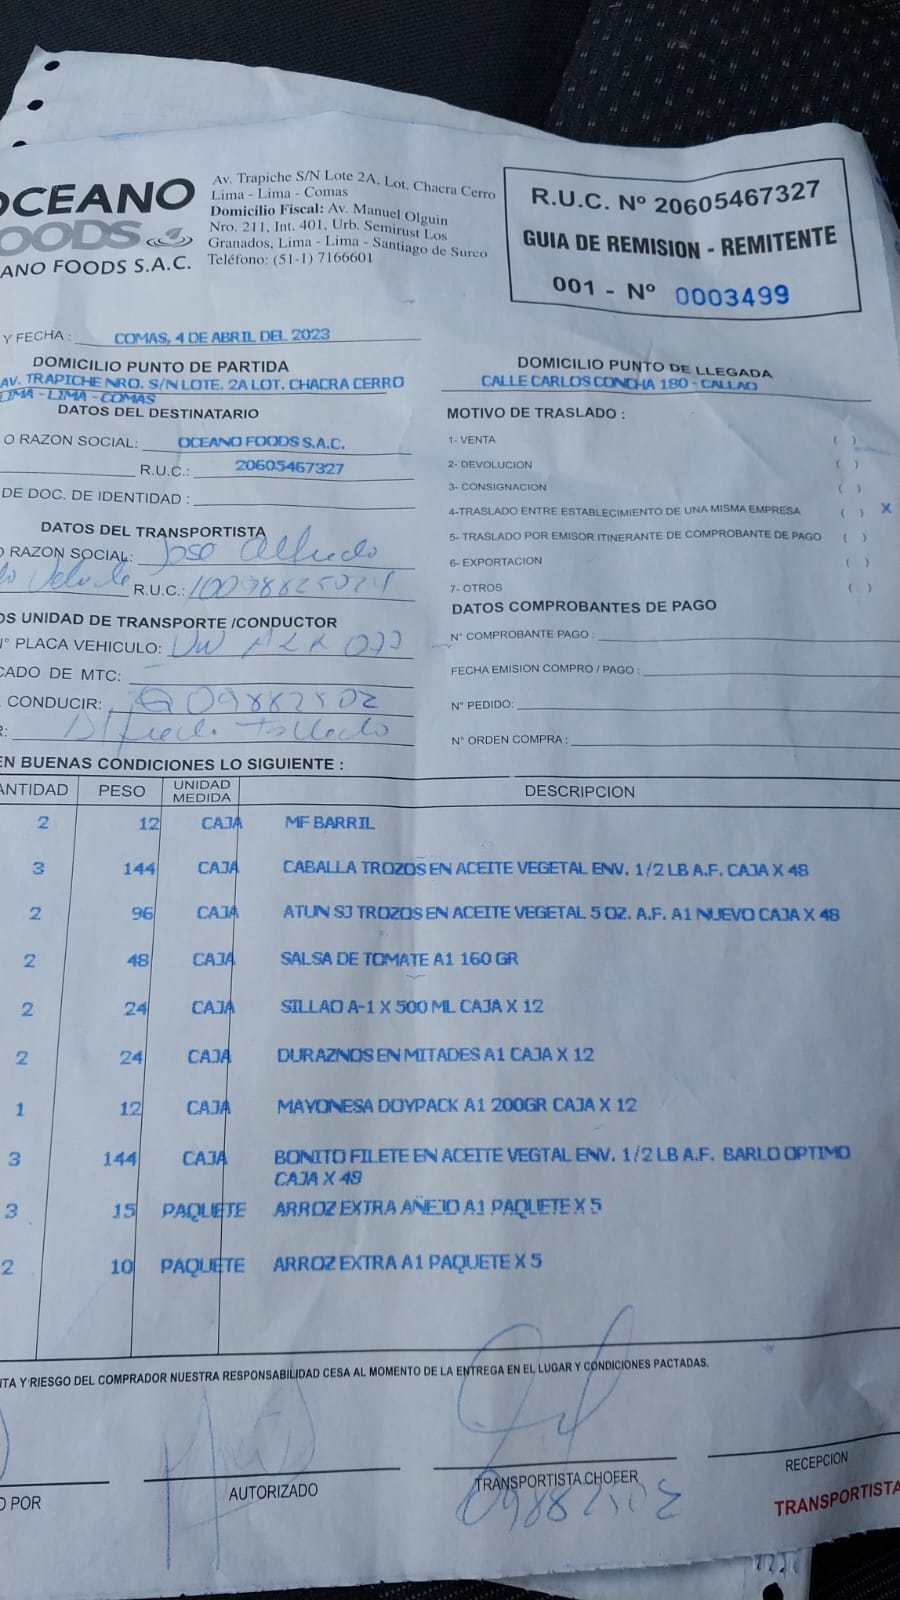 OCEANO
FOODS
OCEANO FOODS S.A.C.
Av. Trapiche S/N Lote 2A, Lot. Chacra Cerro
Lima - Lima - Comas
Domicilio Fiscal: Av. Manuel Olguin
Nro. 211, Int. 401, Urb. Semirust Los
Granados, Lima - Lima - Santiago de Surco
Teléfono: (51-1) 7166601
R.U.C. Nº 20605467327
GUIA DE REMISION - REMITENTE
001 - Nº 0003499
Y FECHA : COMAS, 4 DE ABRIL DEL 2023
DOMICILIO PUNTO DE PARTIDA
AV. TRAPICHE NRO. S/N LOTE. 2A LOT. CHACRA CERRO
LIMA - LIMA - COMAS
DOMICILIO PUNTO DE LLEGADA
CALLE CARLOS CONCHA 180 - CALLAO
DATOS DEL DESTINATARIO
O RAZON SOCIAL: OCEANO FOODS S.A.C.
R.U.C.: 20605467327
DE DOC. DE IDENTIDAD :
MOTIVO DE TRASLADO :
1- VENTA ( )
2- DEVOLUCION ( )
3- CONSIGNACION ( )
4-TRASLADO ENTRE ESTABLECIMIENTO DE UNA MISMA EMPRESA ( ) X
5- TRASLADO POR EMISOR ITINERANTE DE COMPROBANTE DE PAGO ( )
6- EXPORTACION ( )
7- OTROS ( )
DATOS DEL TRANSPORTISTA
O RAZON SOCIAL: Jose Alfredo
R.U.C.:
DATOS COMPROBANTES DE PAGO
N° COMPROBANTE PAGO :
FECHA EMISION COMPRO / PAGO :
N° PEDIDO:
N° ORDEN COMPRA :
OS UNIDAD DE TRANSPORTE /CONDUCTOR
N° PLACA VEHICULO:
CADO DE MTC:
CONDUCIR: Q09882502
R: Alfredo
EN BUENAS CONDICIONES LO SIGUIENTE :
ANTIDAD PESO UNIDAD MEDIDA DESCRIPCION
2 12 CAJA MF BARRIL
3 144 CAJA CABALLA TROZOS EN ACEITE VEGETAL ENV. 1/2 LB A.F. CAJA X 48
2 96 CAJA ATUN SJ TROZOS EN ACEITE VEGETAL 5 OZ. A.F. A1 NUEVO CAJA X 48
2 48 CAJA SALSA DE TOMATE A1 160 GR
2 24 CAJA SILLAO A-1 X 500 ML CAJA X 12
2 24 CAJA DURAZNOS EN MITADES A1 CAJA X 12
1 12 CAJA MAYONESA DOYPACK A1 200GR CAJA X 12
3 144 CAJA BONITO FILETE EN ACEITE VEGTAL ENV. 1/2 LB A.F. BARLO OPTIMO
CAJA X 48
3 15 PAQUETE ARROZ EXTRA AÑEJO A1 PAQUETE X 5
2 10 PAQUETE ARROZ EXTRA A1 PAQUETE X 5
NTA Y RIESGO DEL COMPRADOR NUESTRA RESPONSABILIDAD CESA AL MOMENTO DE LA ENTREGA EN EL LUGAR Y CONDICIONES PACTADAS.
O POR
AUTORIZADO
TRANSPORTISTA.CHOFER
09882502
RECEPCION
TRANSPORTISTA